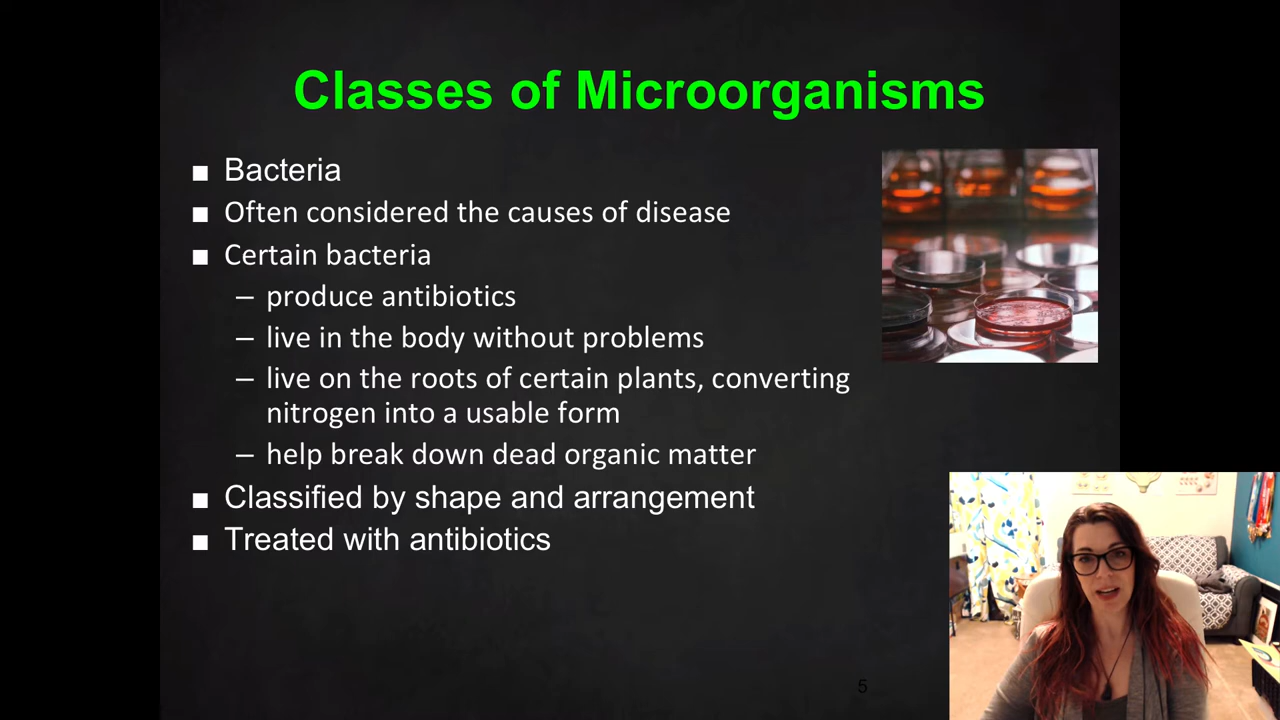 Classes of Microorganisms
■ Bacteria
■ Often considered the causes of disease
■ Certain bacteria
– produce antibiotics
– live in the body without problems
– live on the roots of certain plants, converting
nitrogen into a usable form
– help break down dead organic matter
■ Classified by shape and arrangement
■ Treated with antibiotics
5